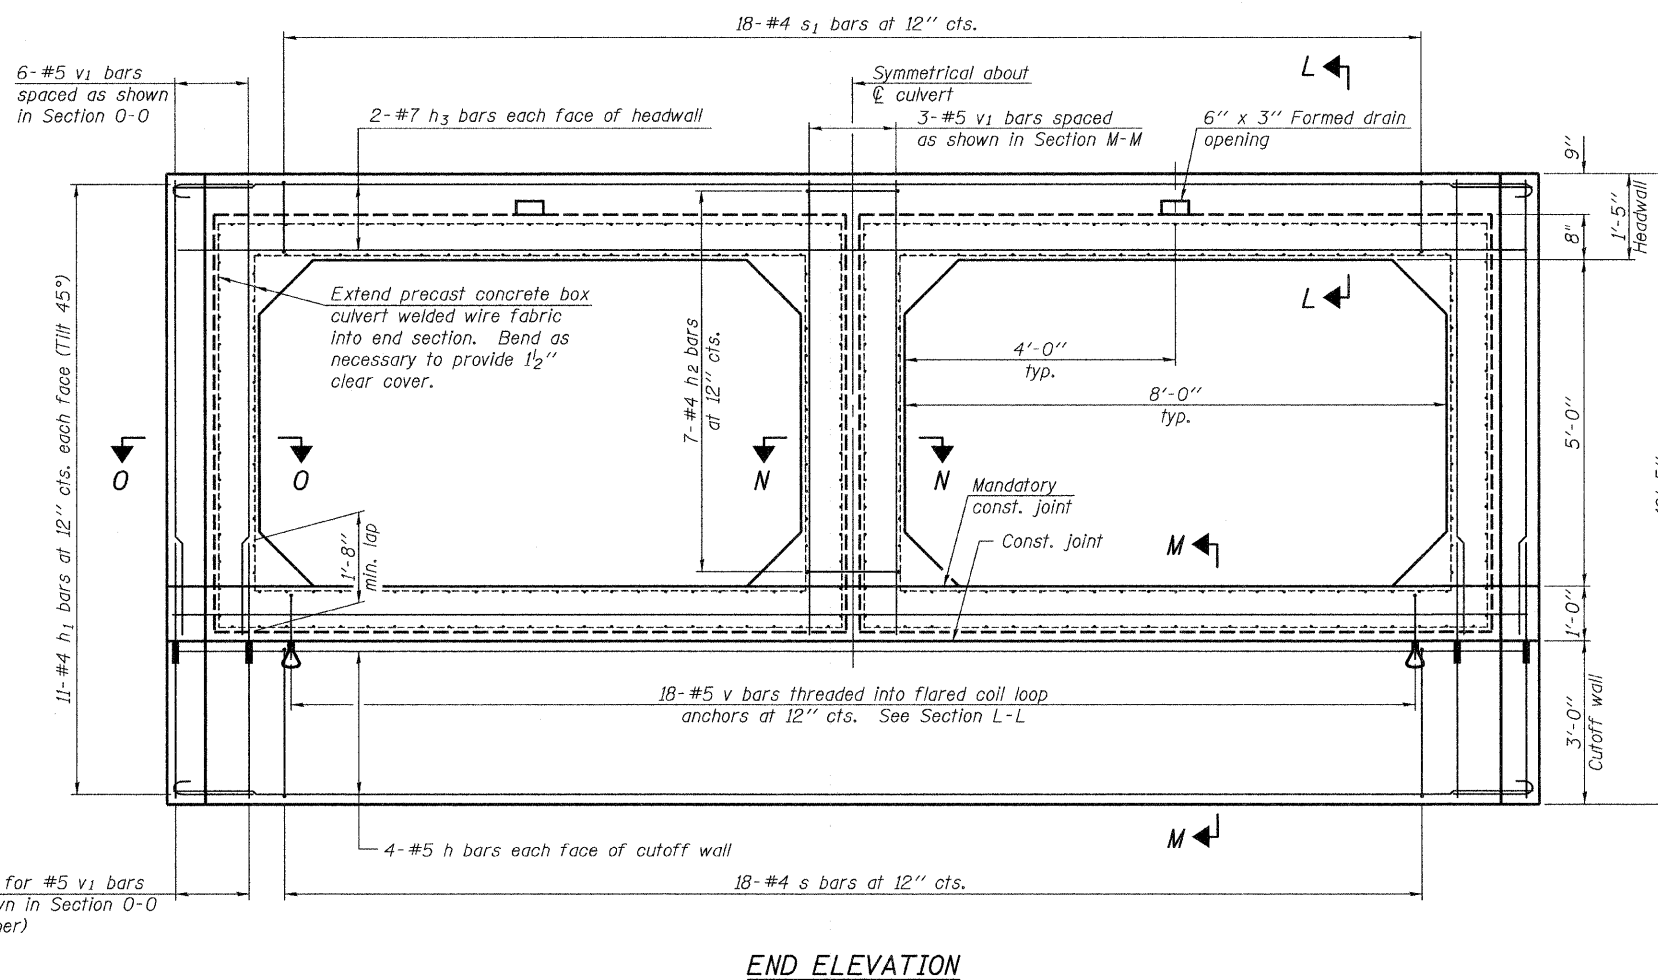 18-#4 s1 bars at 12" cts.
6-#5 v1 bars
spaced as shown
in Section O-O
2-#7 h3 bars each face of headwall
Symmetrical about
℄ culvert
3-#5 v1 bars spaced
as shown in Section M-M
6" x 3" Formed drain
opening
L
9"
1'-5"
Headwall
8"
L
Extend precast concrete box
culvert welded wire fabric
into end section. Bend as
necessary to provide 1½"
clear cover.
7-#4 h2 bars
at 12" cts.
4'-0"
typ.
8'-0"
typ.
5'-0"
11-#4 h1 bars at 12" cts. each face (Tilt 45°)
O
O
N
N
Mandatory
const. joint
Const. joint
M
1'-8"
min. lap
1'-0"
18-#5 v bars threaded into flared coil loop
anchors at 12" cts. See Section L-L
3'-0"
Cutoff wall
M
4-#5 h bars each face of cutoff wall
for #5 v1 bars
in Section O-O
18-#4 s bars at 12" cts.
END ELEVATION